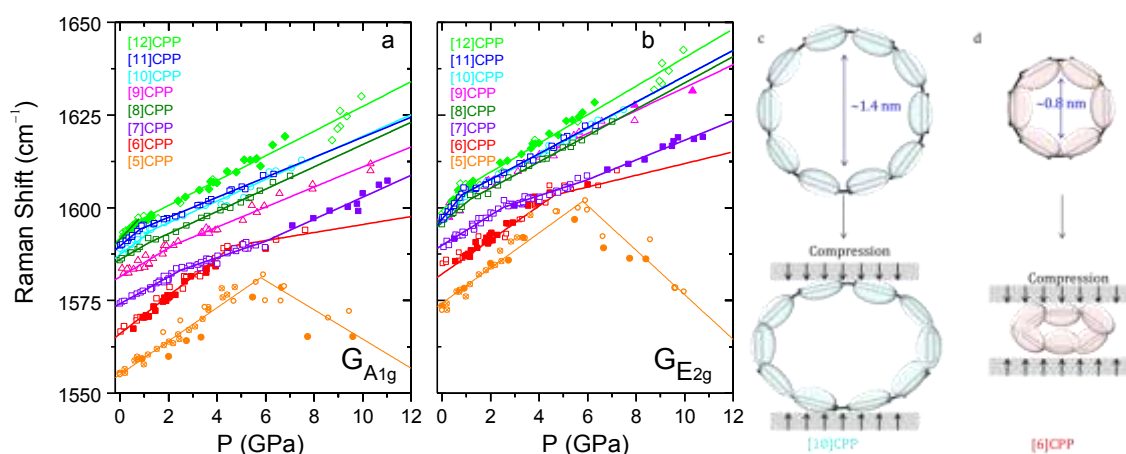 Raman Shift (cm⁻¹)
1650
1625
1600
1575
1550
a
[12]CPP
[11]CPP
[10]CPP
[9]CPP
[8]CPP
[7]CPP
[6]CPP
[5]CPP
G A1g
0 2 4 6 8 10 12
P (GPa)
b
[12]CPP
[11]CPP
[10]CPP
[9]CPP
[8]CPP
[7]CPP
[6]CPP
[5]CPP
G E2g
0 2 4 6 8 10 12
P (GPa)
c
~1.4 nm
Compression
[10]CPP
d
~0.8 nm
Compression
[6]CPP